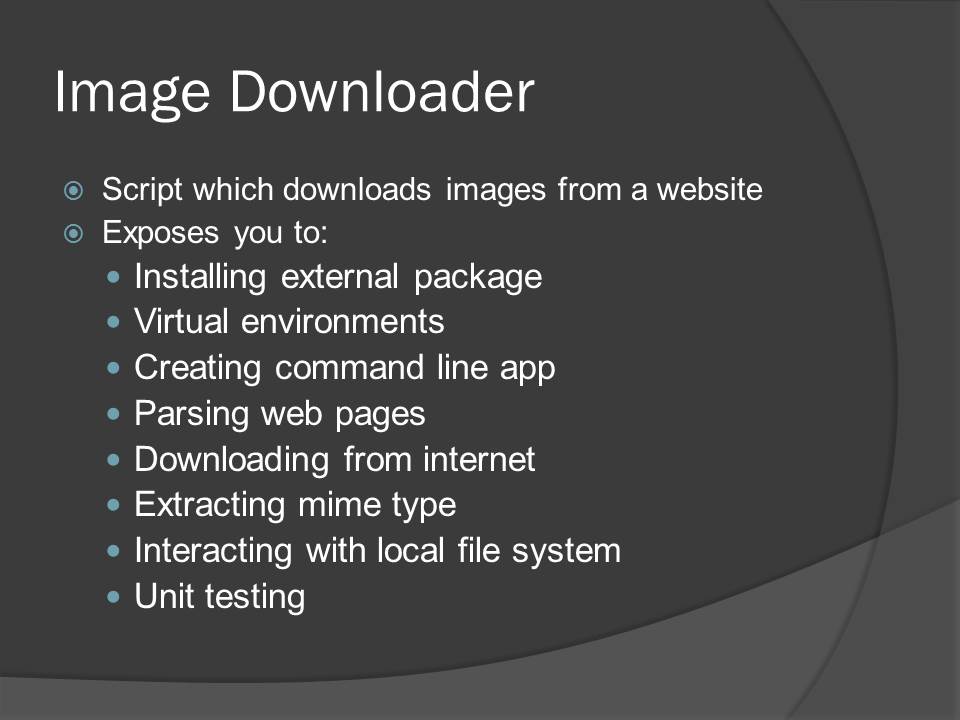 Image Downloader
Script which downloads images from a website
Exposes you to:
Installing external package
Virtual environments
Creating command line app
Parsing web pages
Downloading from internet
Extracting mime type
Interacting with local file system
Unit testing